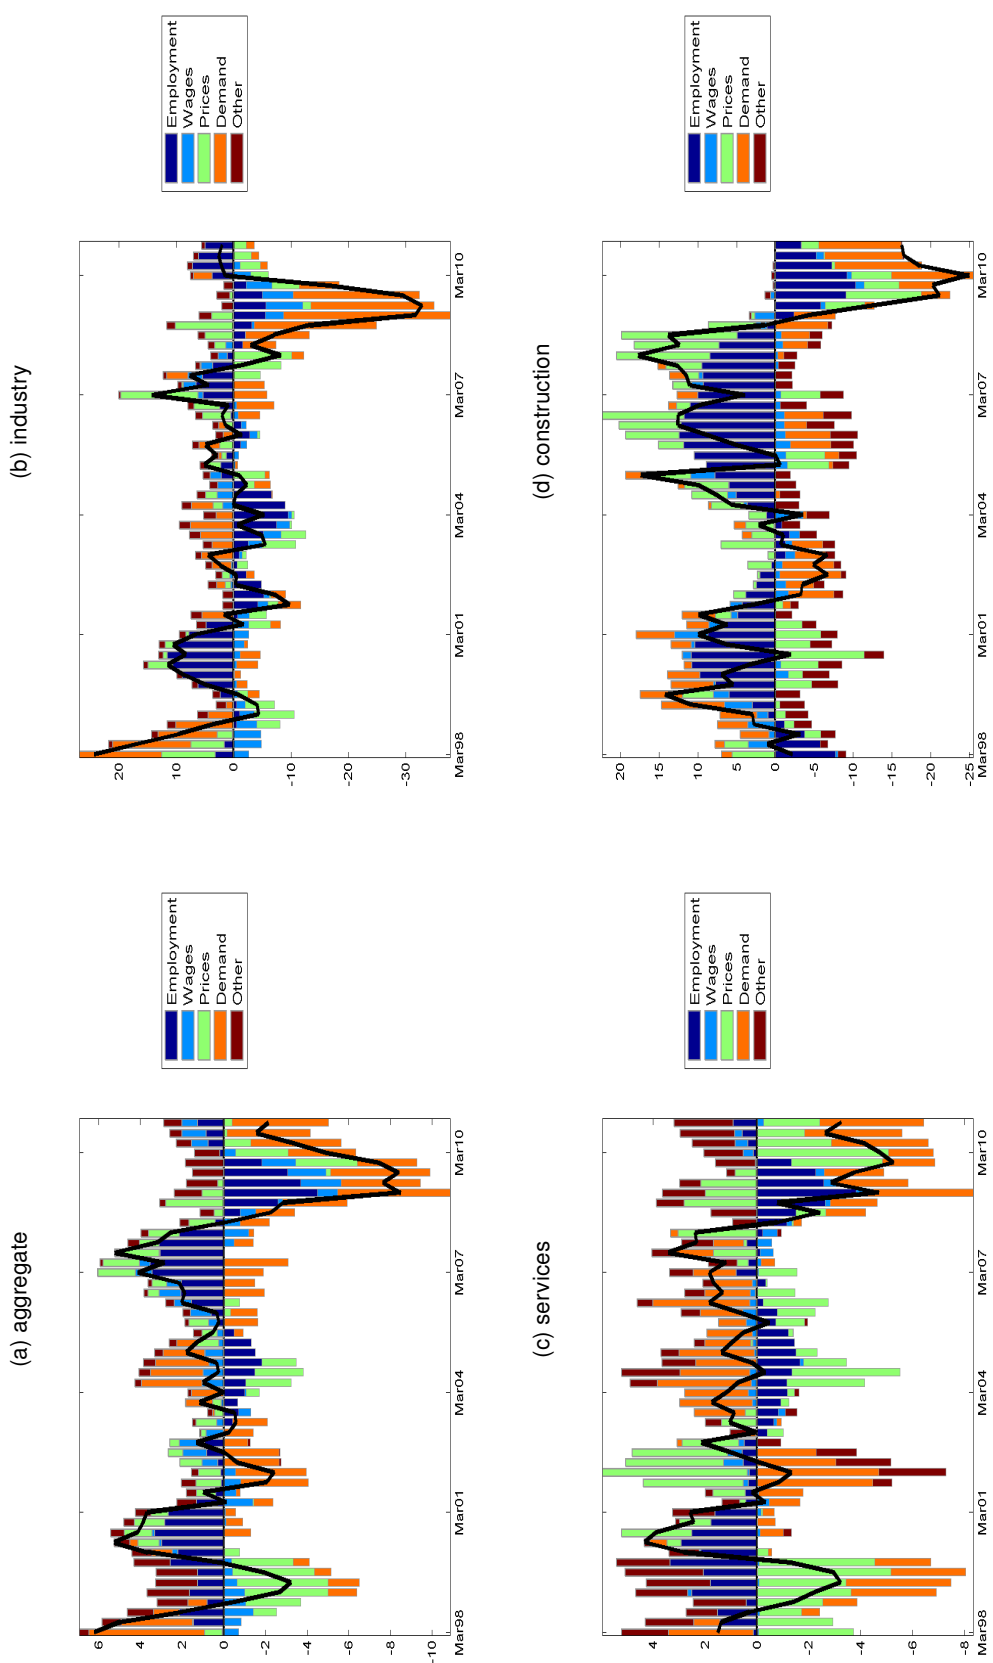 (a) aggregate
6
4
2
0
-2
-4
-6
-8
-10
Mar98
Mar01
Mar04
Mar07
Mar10
Employment
Wages
Prices
Demand
Other
(b) industry
20
10
0
-10
-20
-30
Mar98
Mar01
Mar04
Mar07
Mar10
Employment
Wages
Prices
Demand
Other
(c) services
4
2
0
-2
-4
-6
-8
Mar98
Mar01
Mar04
Mar07
Mar10
Employment
Wages
Prices
Demand
Other
(d) construction
20
15
10
5
0
-5
-10
-15
-20
-25
Mar98
Mar01
Mar04
Mar07
Mar10
Employment
Wages
Prices
Demand
Other